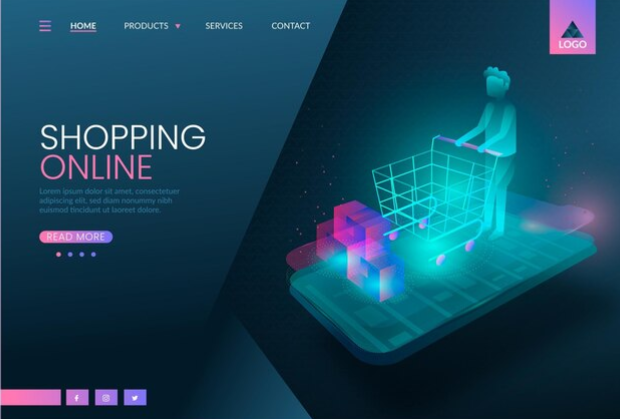 HOME
PRODUCTS
SERVICES
CONTACT
LOGO
SHOPPING
ONLINE
Lorem ipsum dolor sit amet, consectetuer
adipiscing elit, sed diam nonummy nibh
euismod tincidunt ut laoreet dolore.
READ MORE